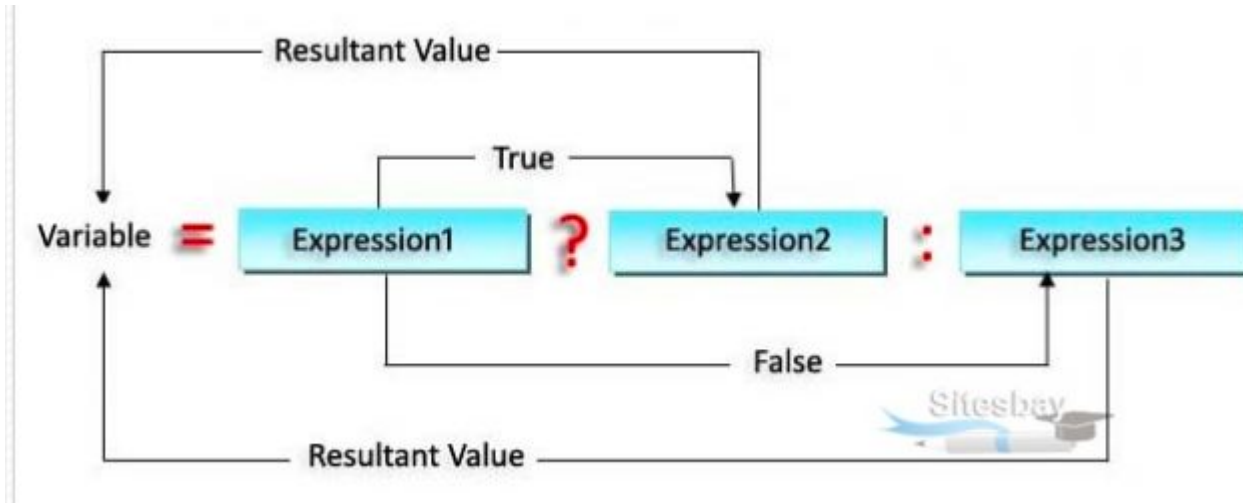 Resultant Value
True
Variable = Expression1 ? Expression2 : Expression3
False
Sitesbay
Resultant Value